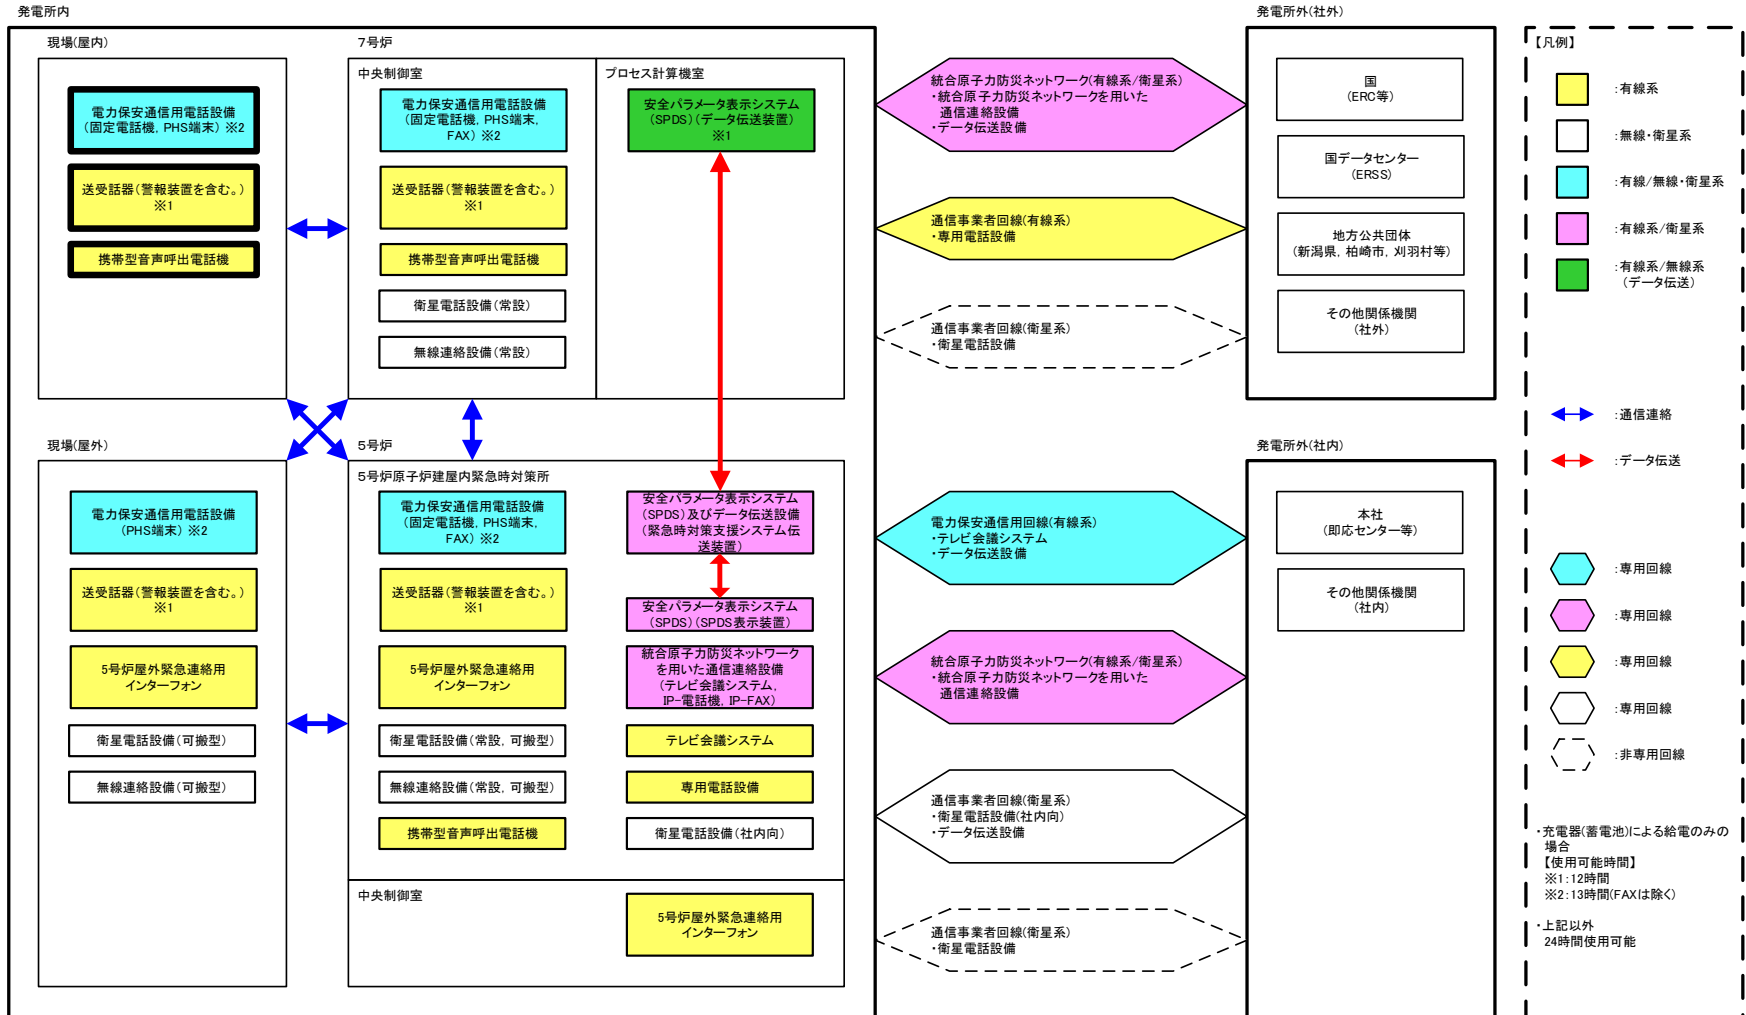 発電所内
現場(屋内)
電力保安通信用電話設備
(固定電話機, PHS端末) ※2
送受話器(警報装置を含む。)
※1
携帯型音声呼出電話機
7号炉
中央制御室
電力保安通信用電話設備
(固定電話機, PHS端末,
FAX) ※2
送受話器(警報装置を含む。)
※1
携帯型音声呼出電話機
衛星電話設備(常設)
無線連絡設備(常設)
プロセス計算機室
安全パラメータ表示システム
(SPDS)(データ伝送装置)
※1
現場(屋外)
電力保安通信用電話設備
(PHS端末) ※2
送受話器(警報装置を含む。)
※1
5号炉屋外緊急連絡用
インターフォン
衛星電話設備(可搬型)
無線連絡設備(可搬型)
5号炉
5号炉原子炉建屋内緊急時対策所
電力保安通信用電話設備
(固定電話機, PHS端末,
FAX) ※2
送受話器(警報装置を含む。)
※1
5号炉屋外緊急連絡用
インターフォン
衛星電話設備(常設, 可搬型)
無線連絡設備(常設, 可搬型)
携帯型音声呼出電話機
安全パラメータ表示システム
(SPDS)及びデータ伝送設備
(緊急時対策支援システム伝
送装置)
安全パラメータ表示システム
(SPDS)(SPDS表示装置)
統合原子力防災ネットワーク
を用いた通信連絡設備
(テレビ会議システム,
IP-電話機, IP-FAX)
テレビ会議システム
専用電話設備
衛星電話設備(社内向)
中央制御室
5号炉屋外緊急連絡用
インターフォン
統合原子力防災ネットワーク(有線系/衛星系)
・統合原子力防災ネットワークを用いた
通信連絡設備
・データ伝送設備
通信事業者回線(有線系)
・専用電話設備
通信事業者回線(衛星系)
・衛星電話設備
電力保安通信用回線(有線系)
・テレビ会議システム
・データ伝送設備
統合原子力防災ネットワーク(有線系/衛星系)
・統合原子力防災ネットワークを用いた
通信連絡設備
通信事業者回線(衛星系)
・衛星電話設備(社内向)
・データ伝送設備
通信事業者回線(衛星系)
・衛星電話設備
発電所外(社外)
国
(ERC等)
国データセンター
(ERSS)
地方公共団体
(新潟県, 柏崎市, 刈羽村等)
その他関係機関
(社外)
発電所外(社内)
本社
(即応センター等)
その他関係機関
(社内)
【凡例】
:有線系
:無線・衛星系
:有線/無線・衛星系
:有線系/衛星系
:有線系/無線系
(データ伝送)
:通信連絡
:データ伝送
:専用回線
:専用回線
:専用回線
:専用回線
:非専用回線
・充電器(蓄電池)による給電のみの
場合
【使用可能時間】
※1:12時間
※2:13時間(FAXは除く)
・上記以外
24時間使用可能